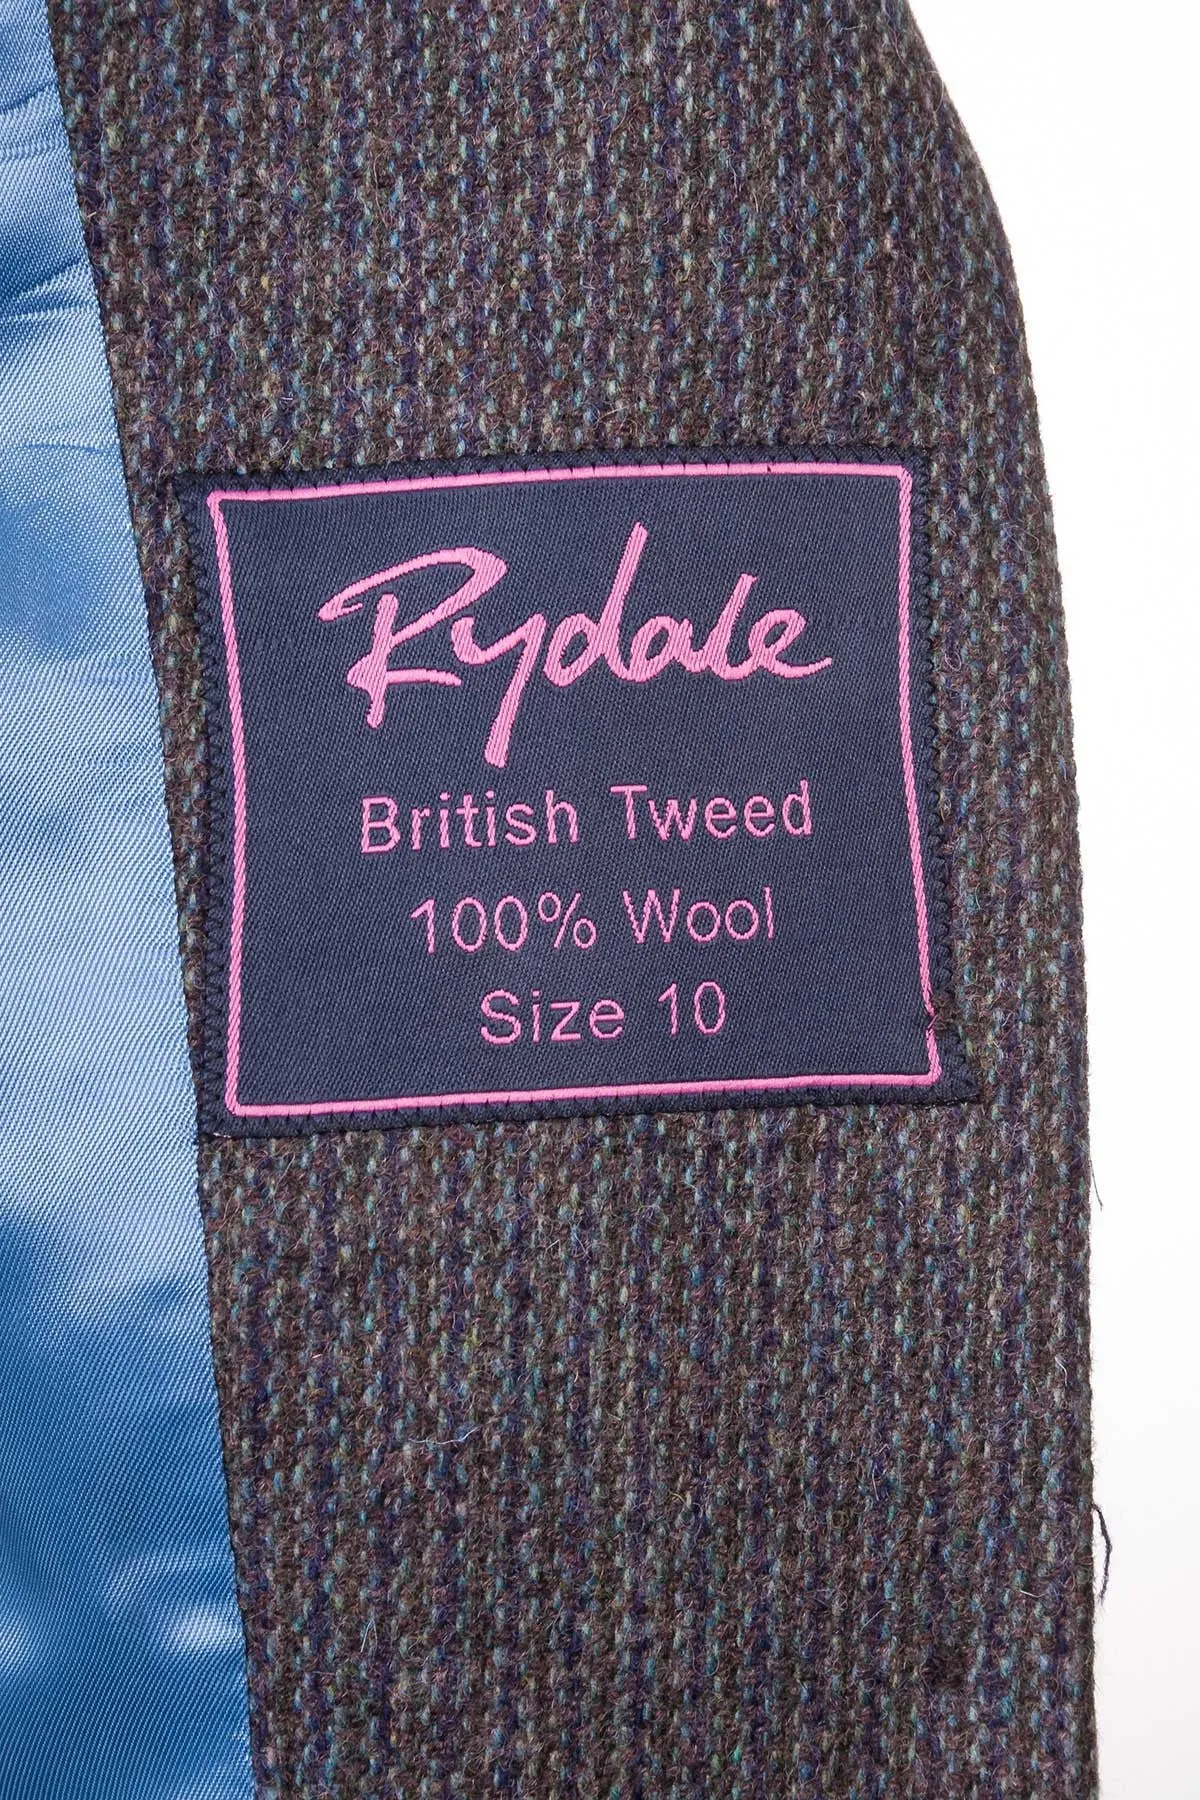 Rydale
British Tweed
100% Wool
Size 10